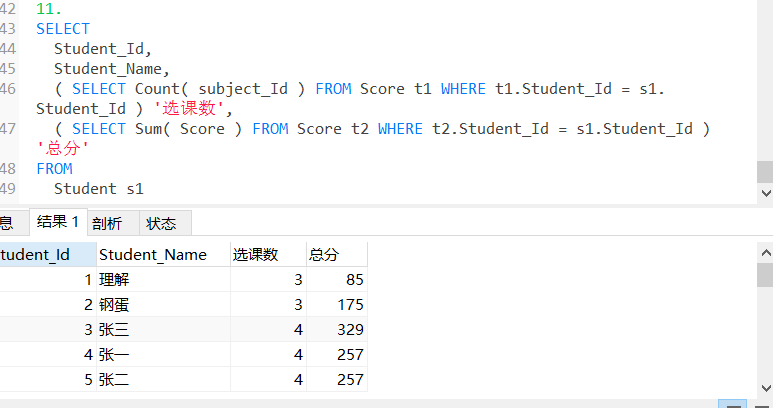 42
43 11.
44 SELECT
45 Student_Id,
46 Student_Name,
( SELECT Count( subject_Id ) FROM Score t1 WHERE t1.Student_Id = s1.
Student_Id ) '选课数',
47 ( SELECT Sum( Score ) FROM Score t2 WHERE t2.Student_Id = s1.Student_Id )
'总分'
48 FROM
49 Student s1
息 结果 1 剖析 状态
tudent_Id Student_Name 选课数 总分
1 理解 3 85
2 钢蛋 3 175
3 张三 4 329
4 张一 4 257
5 张二 4 257